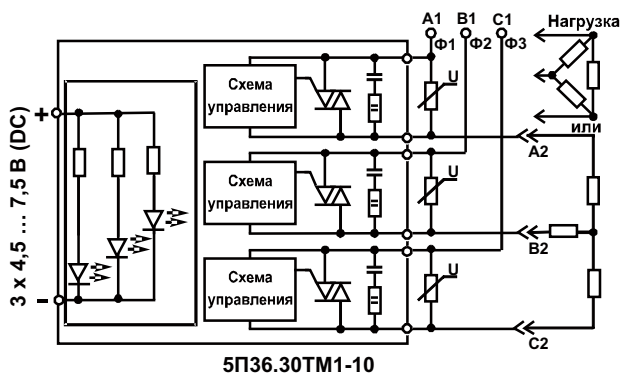 A1 B1 C1 Нагрузка
Ф1 Ф2 Ф3
Схема
управления
U
или
A2
+
3 x 4,5 ... 7,5 В (DC)
-
Схема
управления
U
B2
Схема
управления
U
C2
5П36.30ТМ1-10